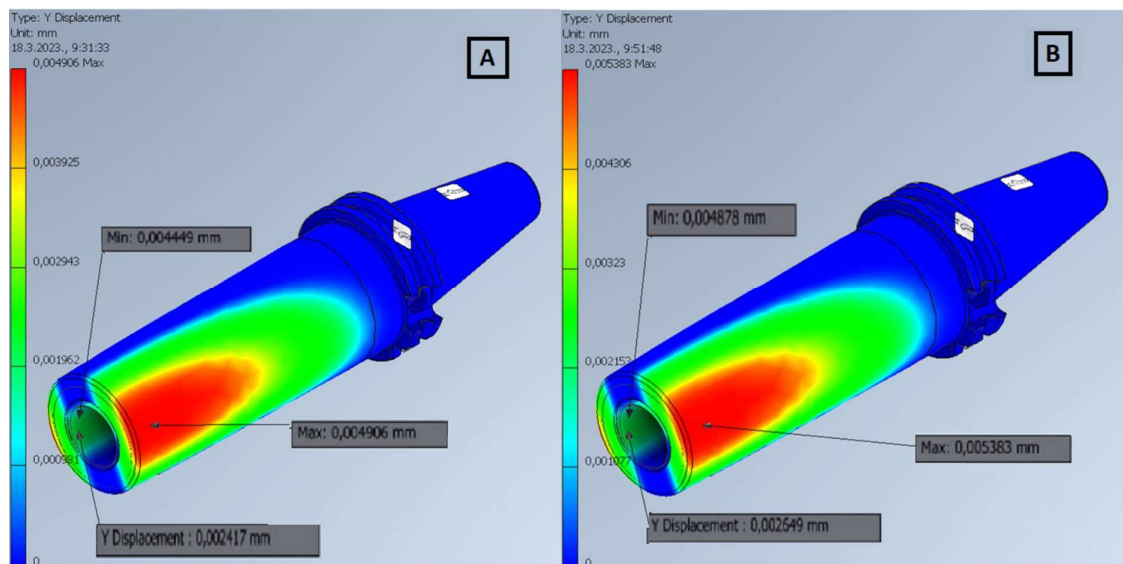 Type: Y Displacement
Unit: mm
18.3.2023., 9:31:33
0,004906 Max
A
0,003925
Min: 0,004449 mm
0,002943
0,001962
Max: 0,004906 mm
0,000981
Y Displacement : 0,002417 mm
0
Type: Y Displacement
Unit: mm
18.3.2023., 9:51:48
0,005383 Max
B
0,004306
Min: 0,004878 mm
0,00323
0,002153
Max: 0,005383 mm
0,001077
Y Displacement : 0,002649 mm
0